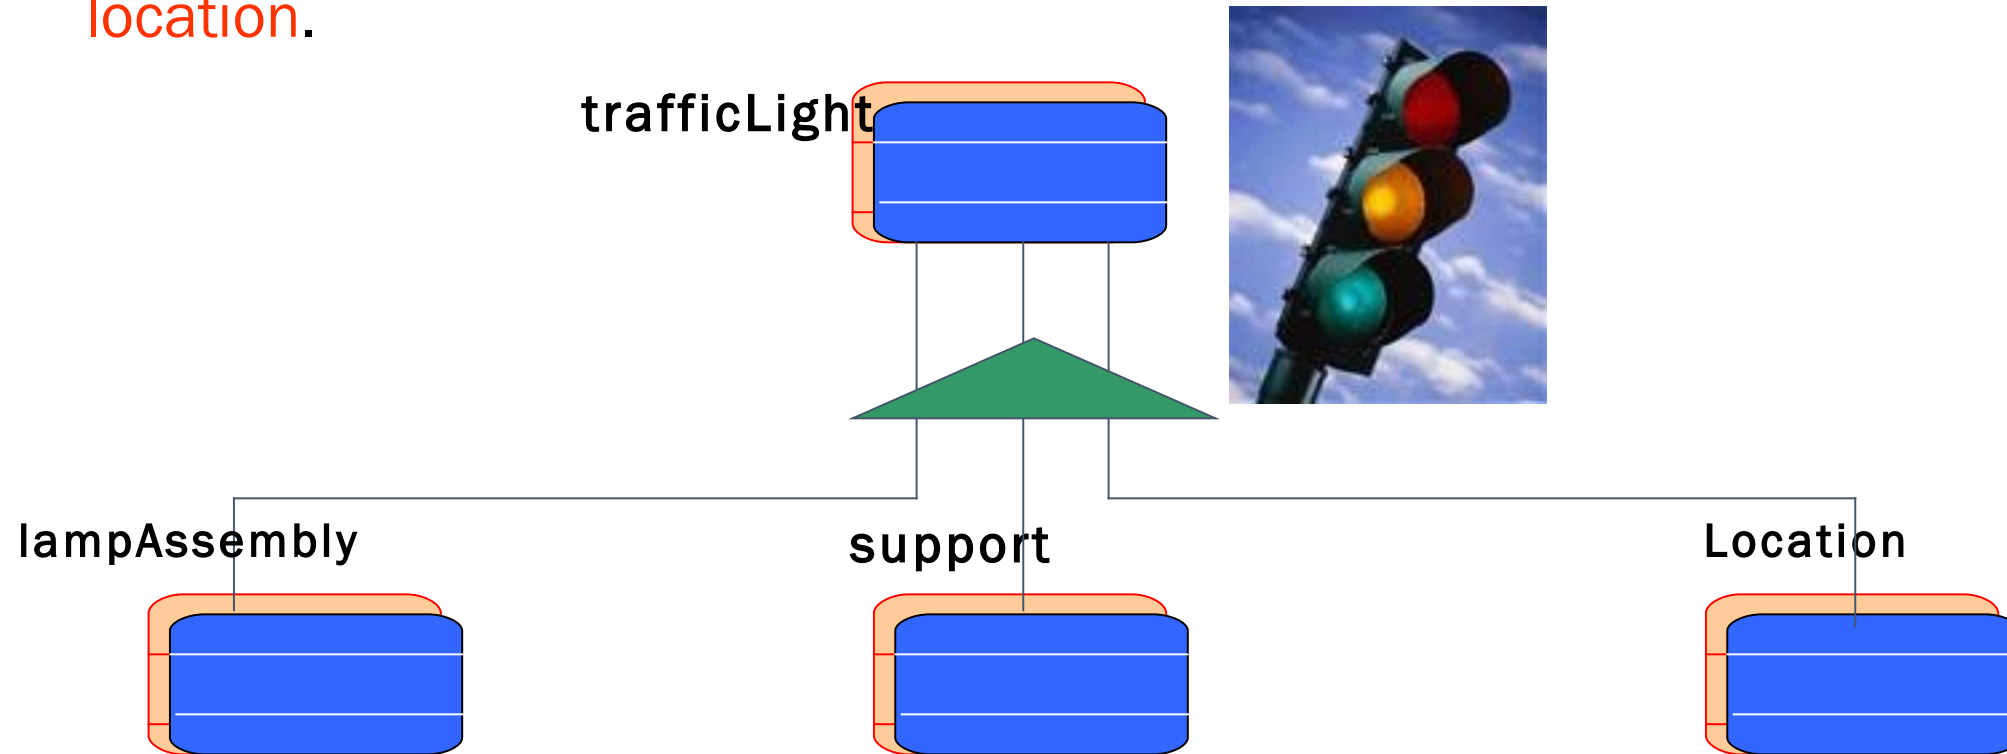 location.
trafficLight
lampAssembly
support
Location